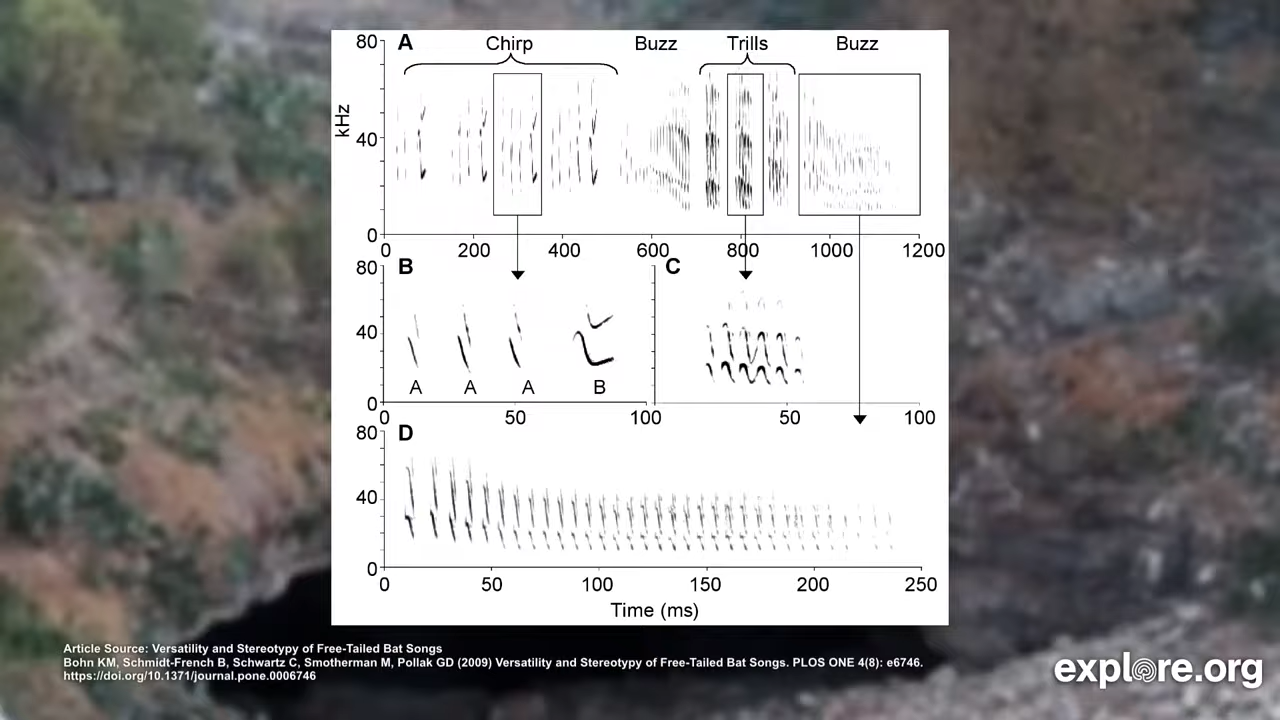 A Chirp Buzz Trills Buzz
80
kHz
40
0
0 200 400 600 800 1000 1200
B C
80
40
A A A B
0
0 50 100 50 100
D
80
40
0
0 50 100 150 200 250
Time (ms)
Article Source: Versatility and Stereotypy of Free-Tailed Bat Songs
Bohn KM, Schmidt-French B, Schwartz C, Smotherman M, Pollak GD (2009) Versatility and Stereotypy of Free-Tailed Bat Songs. PLOS ONE 4(8): e6746.
https://doi.org/10.1371/journal.pone.0006746
explore.org